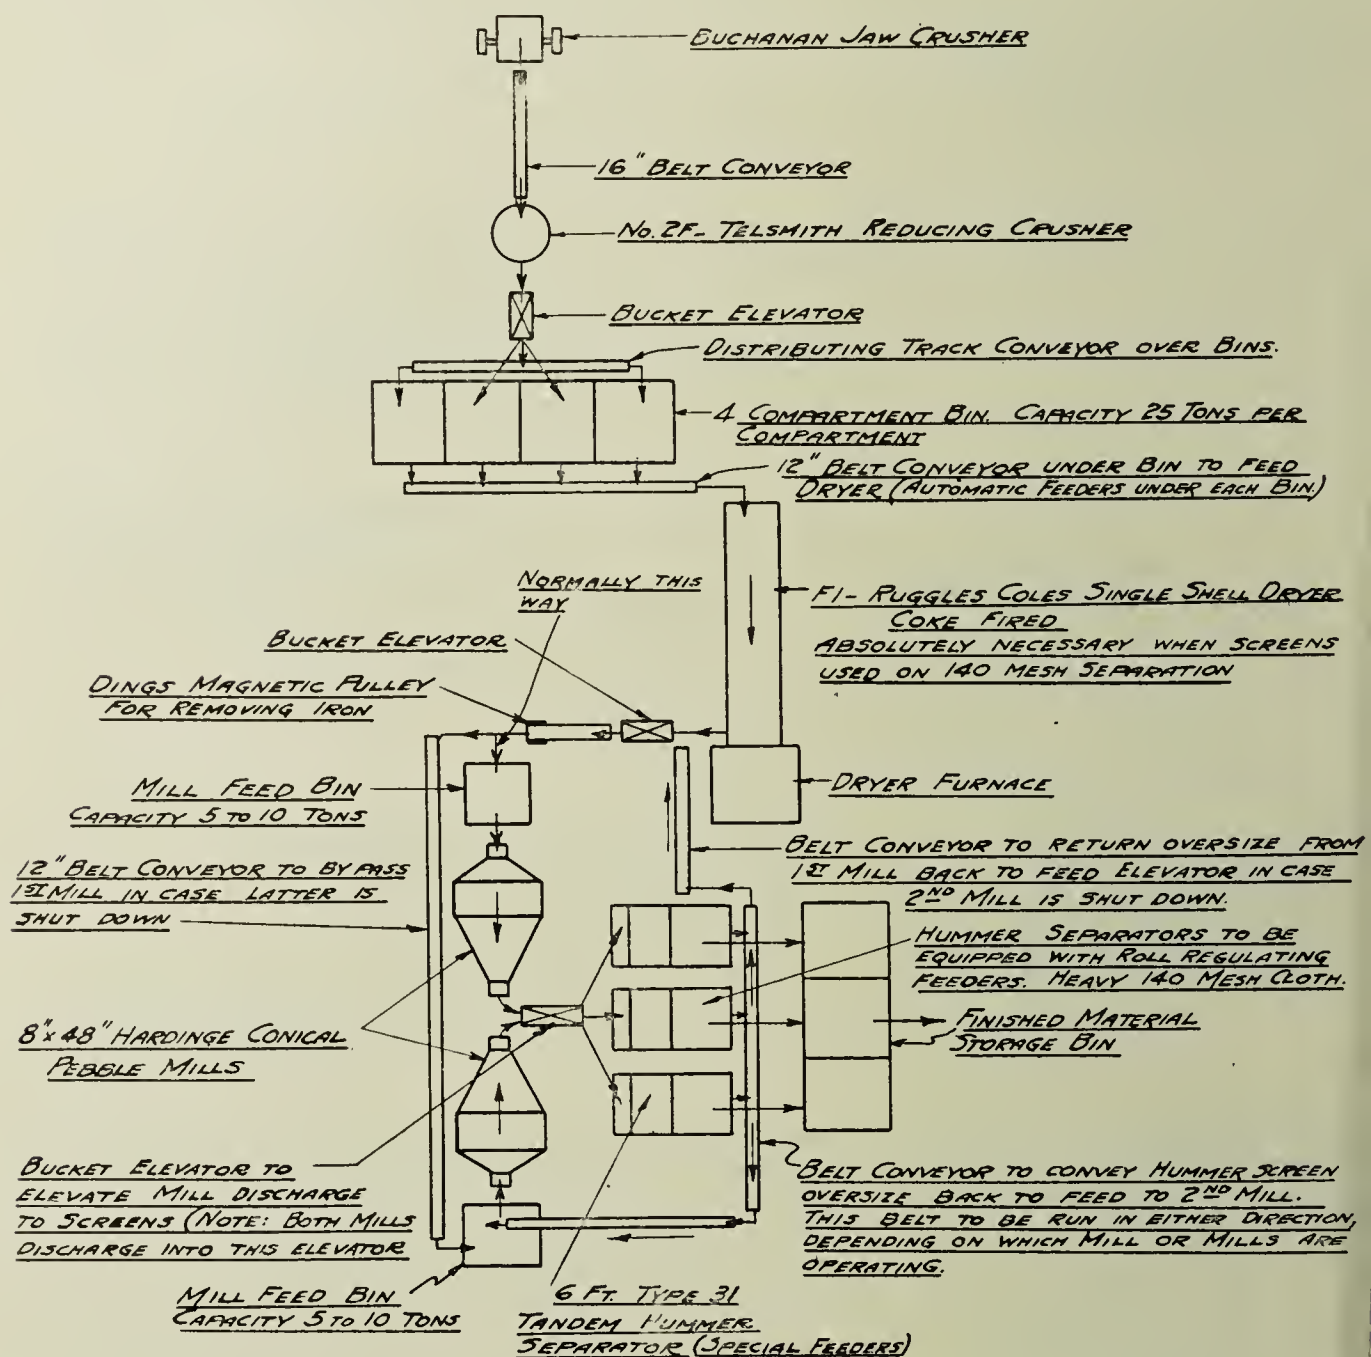 BUCHANAN JAW CRUSHER
16" BELT CONVEYOR
No. 2F- TELSMITH REDUCING CRUSHER
BUCKET ELEVATOR
DISTRIBUTING TRACK CONVEYOR OVER BINS.
4 COMPARTMENT BIN. CAPACITY 25 TONS PER
COMPARTMENT
12" BELT CONVEYOR UNDER BIN TO FEED
DRYER (AUTOMATIC FEEDERS UNDER EACH BIN.)
NORMALLY THIS
WAY
F1- RUGGLES COLES SINGLE SHELL DRYER
COKE FIRED
ABSOLUTELY NECESSARY WHEN SCREENS
USED ON 140 MESH SEPARATION
BUCKET ELEVATOR
DINGS MAGNETIC PULLEY
FOR REMOVING IRON
MILL FEED BIN
CAPACITY 5 TO 10 TONS
DRYER FURNACE
12" BELT CONVEYOR TO BY PASS
1ST MILL IN CASE LATTER IS
SHUT DOWN
BELT CONVEYOR TO RETURN OVERSIZE FROM
1ST MILL BACK TO FEED ELEVATOR IN CASE
2ND MILL IS SHUT DOWN.
HUMMER SEPARATORS TO BE
EQUIPPED WITH ROLL REGULATING
FEEDERS. HEAVY 140 MESH CLOTH.
8"x 48" HARDINGE CONICAL
PEBBLE MILLS
FINISHED MATERIAL
STORAGE BIN
BUCKET ELEVATOR TO
ELEVATE MILL DISCHARGE
TO SCREENS (NOTE: BOTH MILLS
DISCHARGE INTO THIS ELEVATOR
BELT CONVEYOR TO CONVEY HUMMER SCREEN
OVERSIZE BACK TO FEED TO 2ND MILL.
THIS BELT TO BE RUN IN EITHER DIRECTION,
DEPENDING ON WHICH MILL OR MILLS ARE
OPERATING.
MILL FEED BIN
CAPACITY 5 TO 10 TONS
6 FT. TYPE 31
TANDEM HUMMER
SEPARATOR (SPECIAL FEEDERS)